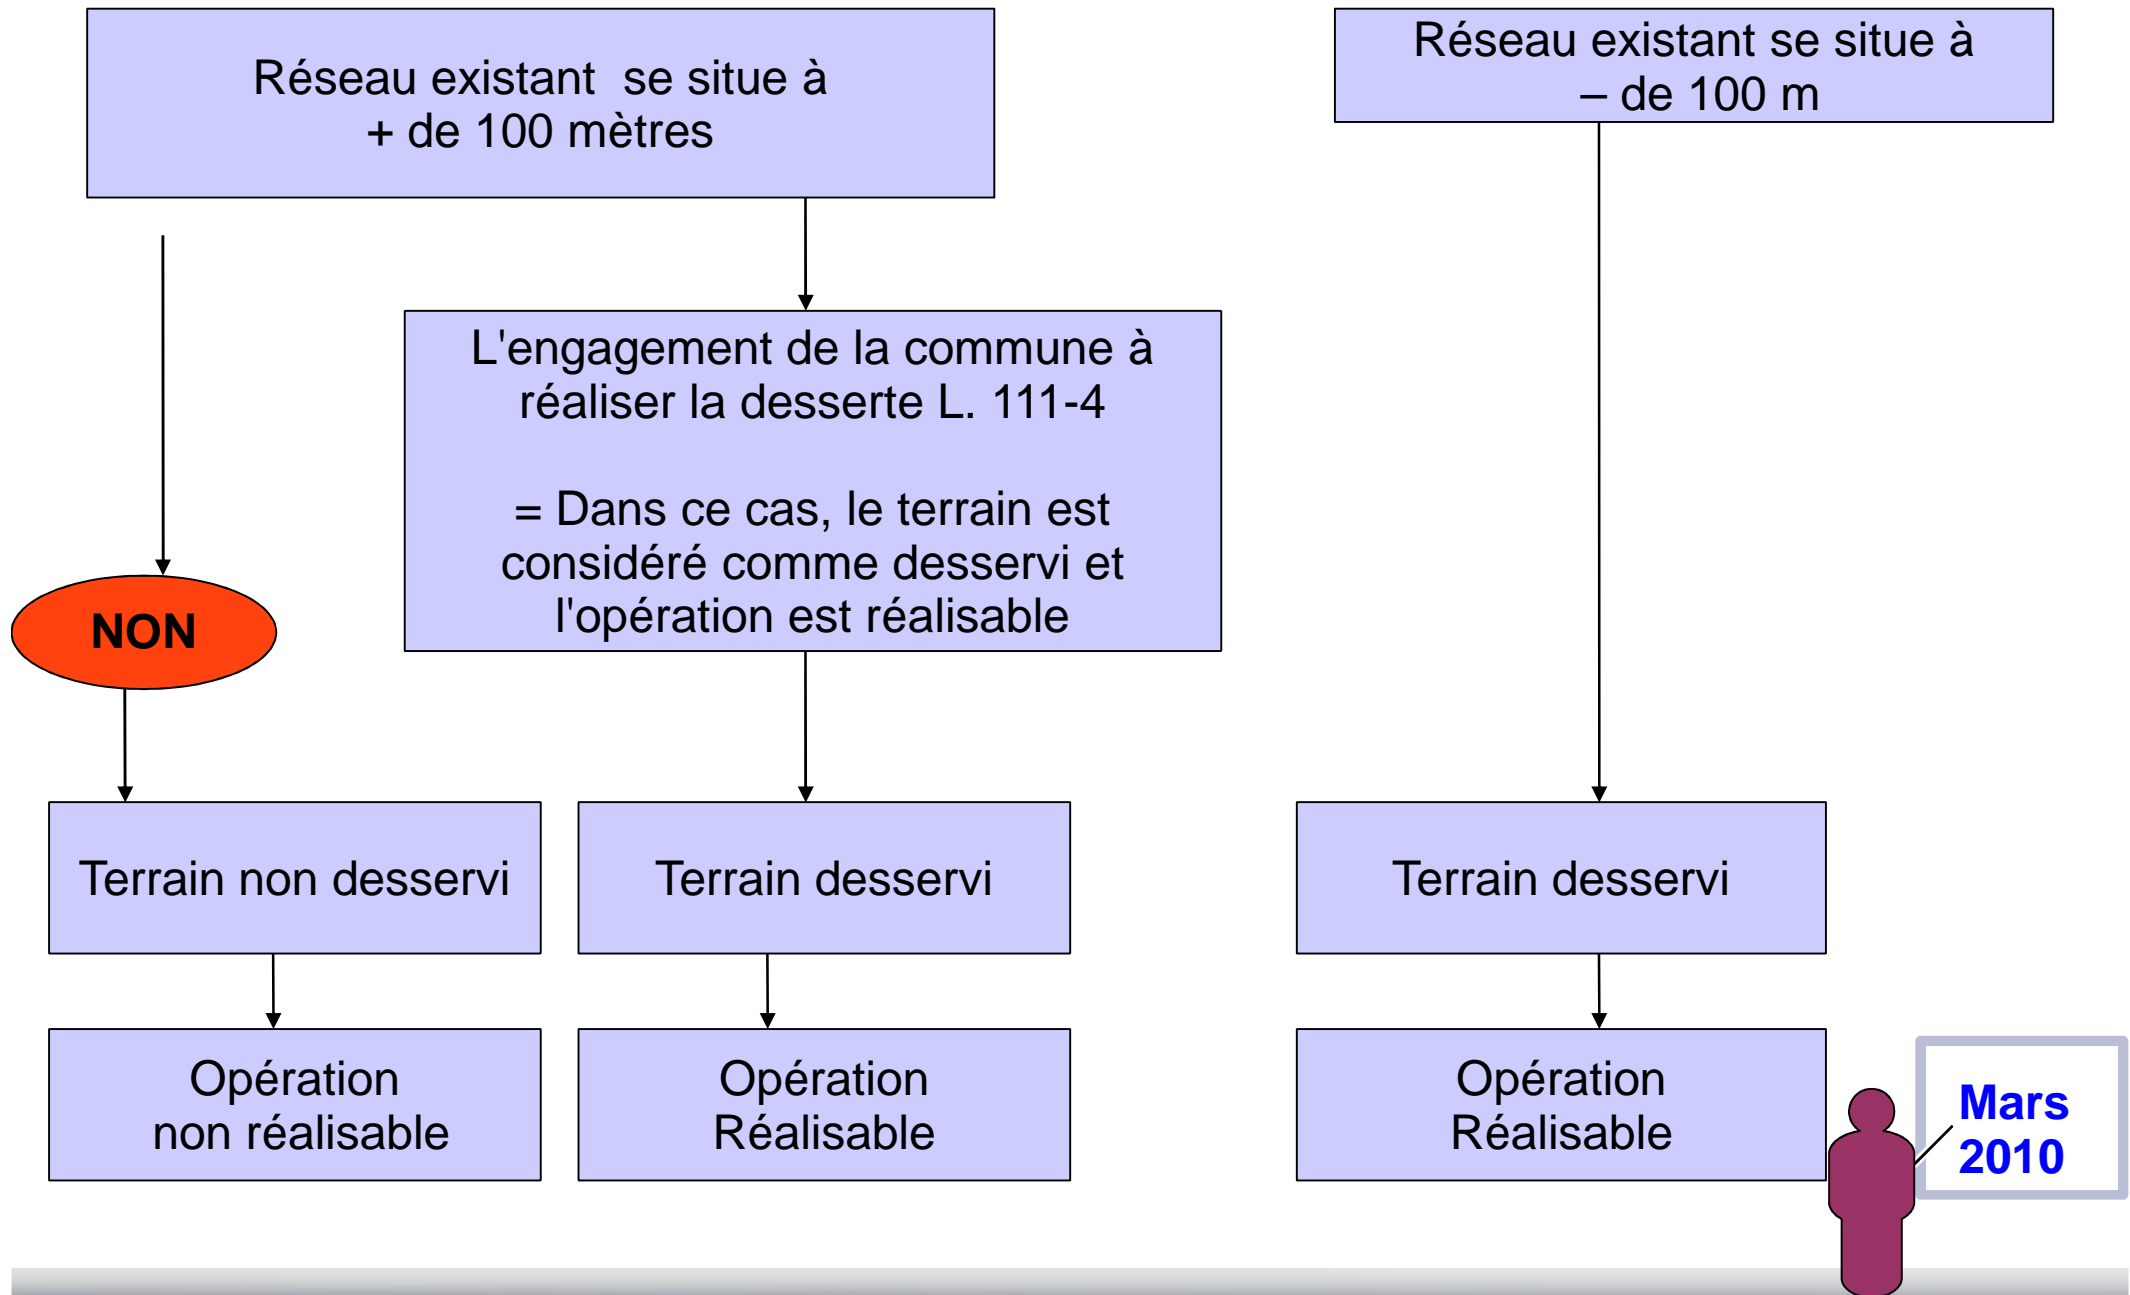 Réseau existant  se situe à
+ de 100 mètres
Réseau existant se situe à
– de 100 m
L'engagement de la commune à
réaliser la desserte L. 111-4
= Dans ce cas, le terrain est
considéré comme desservi et
l'opération est réalisable
NON
Terrain non desservi
Terrain desservi
Terrain desservi
Opération
non réalisable
Opération
Réalisable
Opération
Réalisable
Mars
2010